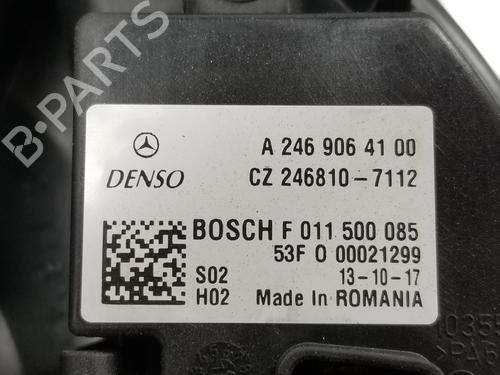 A 246 906 41 00
DENSO CZ 246810-7112
BOSCH F 011 500 085
53F O 00021299
S02 13-10-17
H02 Made In ROMANIA
B-PARTS